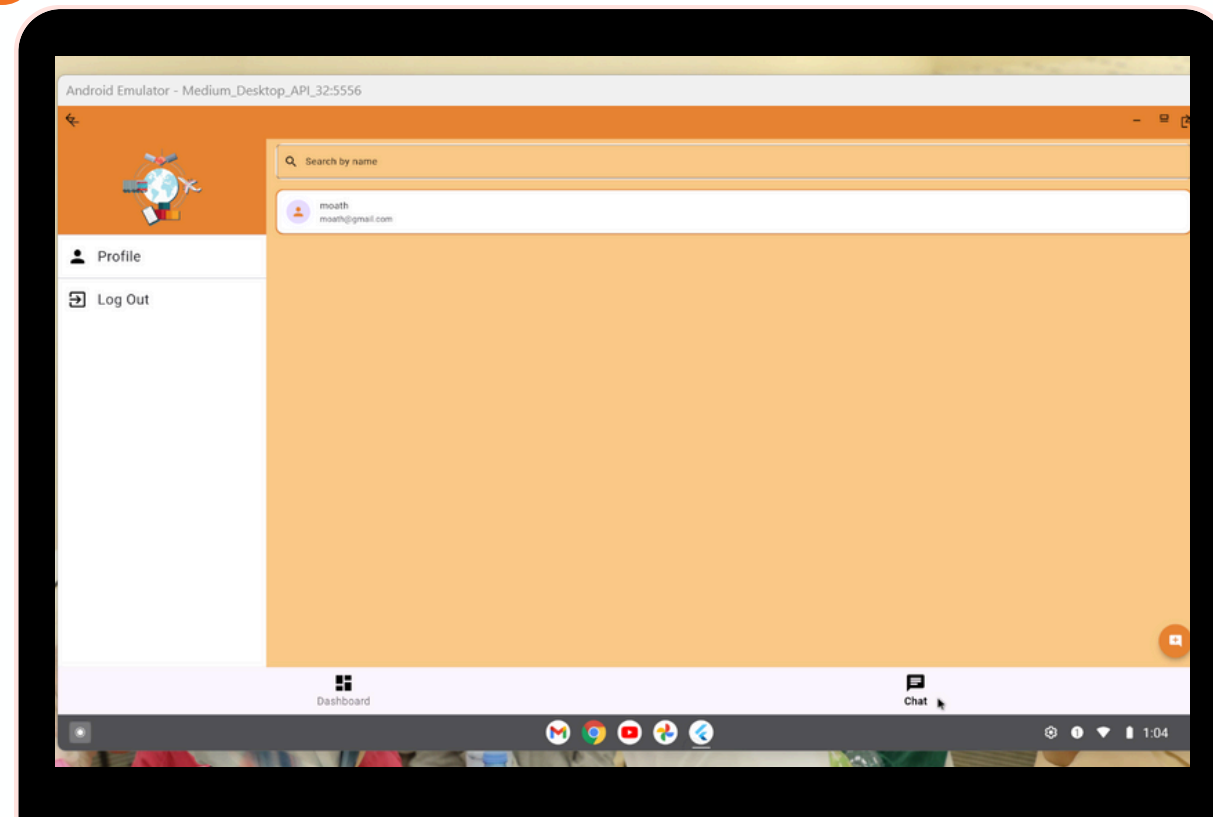 Android Emulator - Medium_Desktop_API_32:5556
Search by name
moath
moath@gmail.com
Profile
Log Out
Dashboard
Chat
1:04